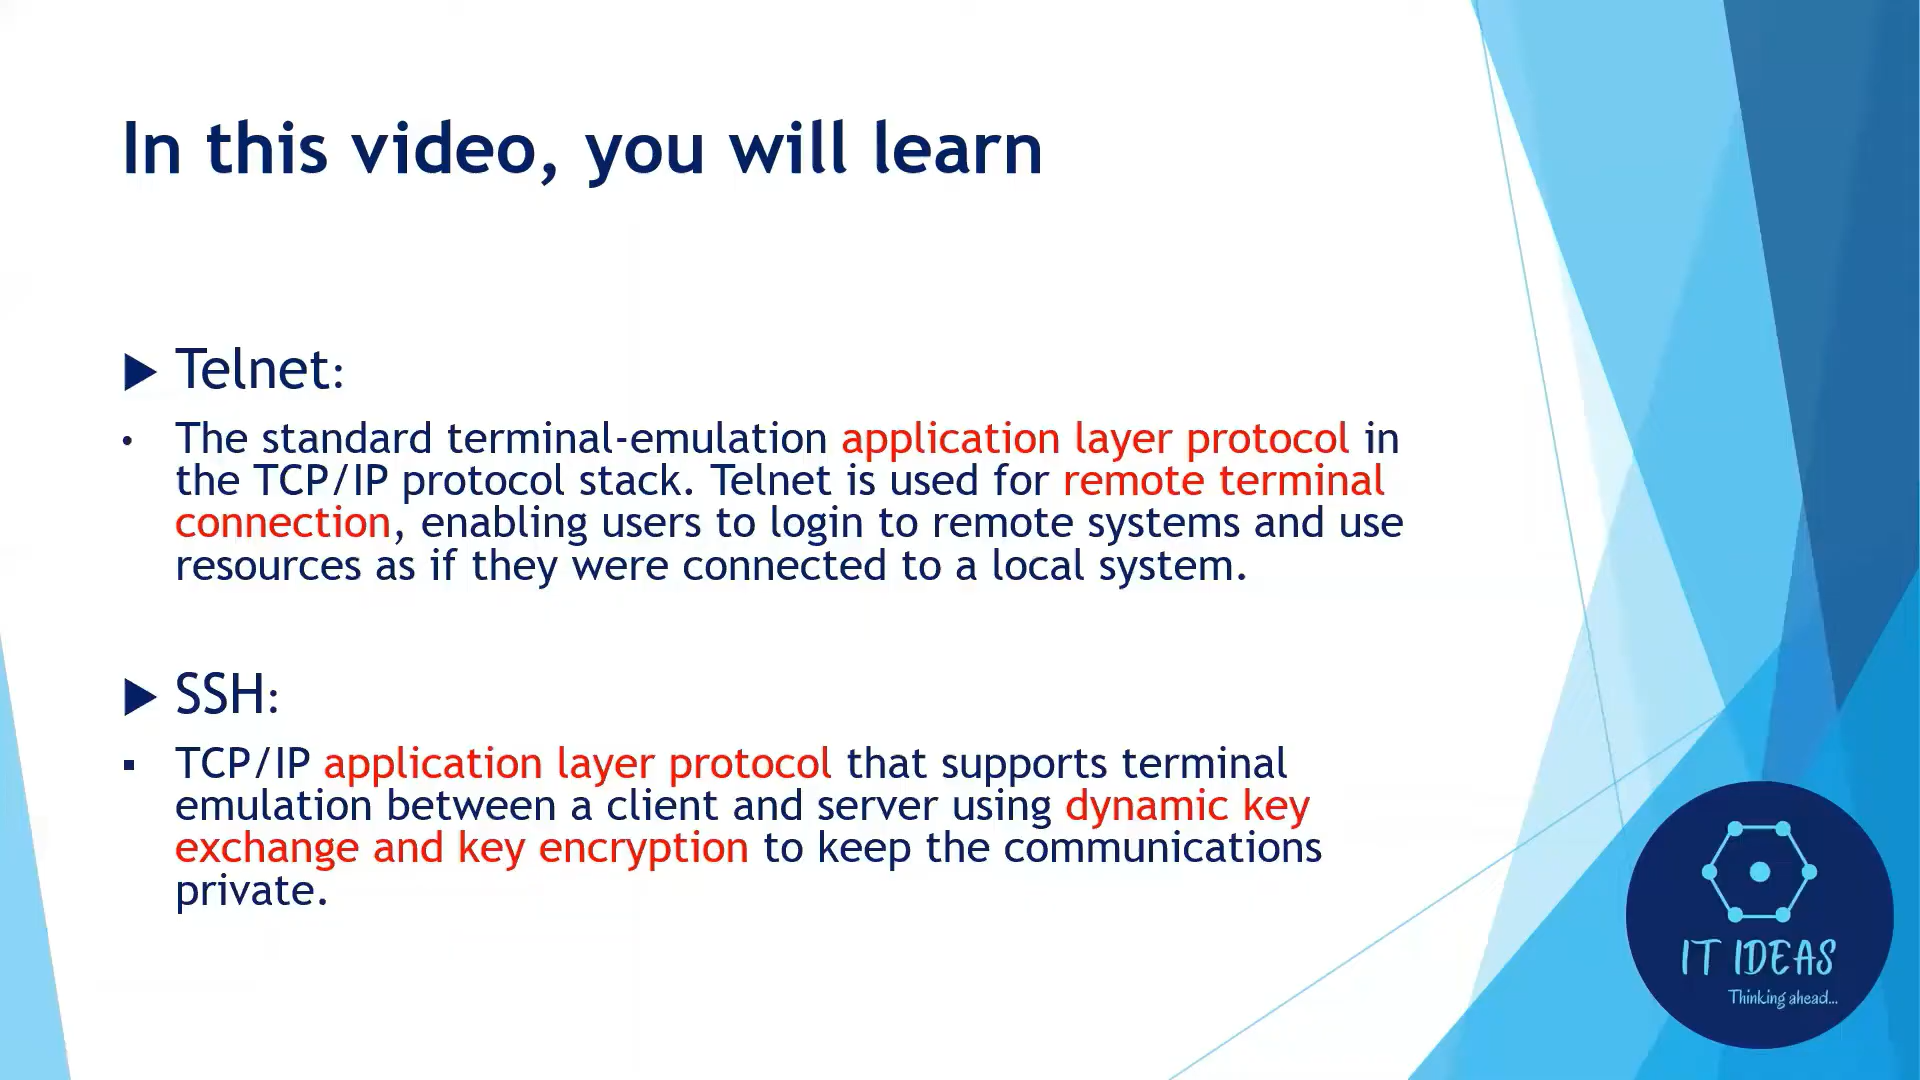 In this video, you will learn
Telnet:
The standard terminal-emulation application layer protocol in
the TCP/IP protocol stack. Telnet is used for remote terminal
connection, enabling users to login to remote systems and use
resources as if they were connected to a local system.
SSH:
TCP/IP application layer protocol that supports terminal
emulation between a client and server using dynamic key
exchange and key encryption to keep the communications
private.
IT IDEAS
Thinking ahead...